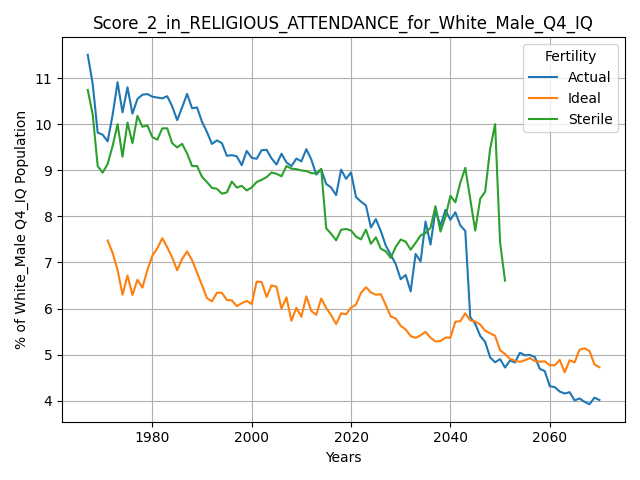 Score_2_in_RELIGIOUS_ATTENDANCE_for_White_Male_Q4_IQ
% of White_Male Q4_IQ Population
11
10
9
8
7
6
5
4
Fertility
Actual
Ideal
Sterile
1980
2000
2020
2040
2060
Years